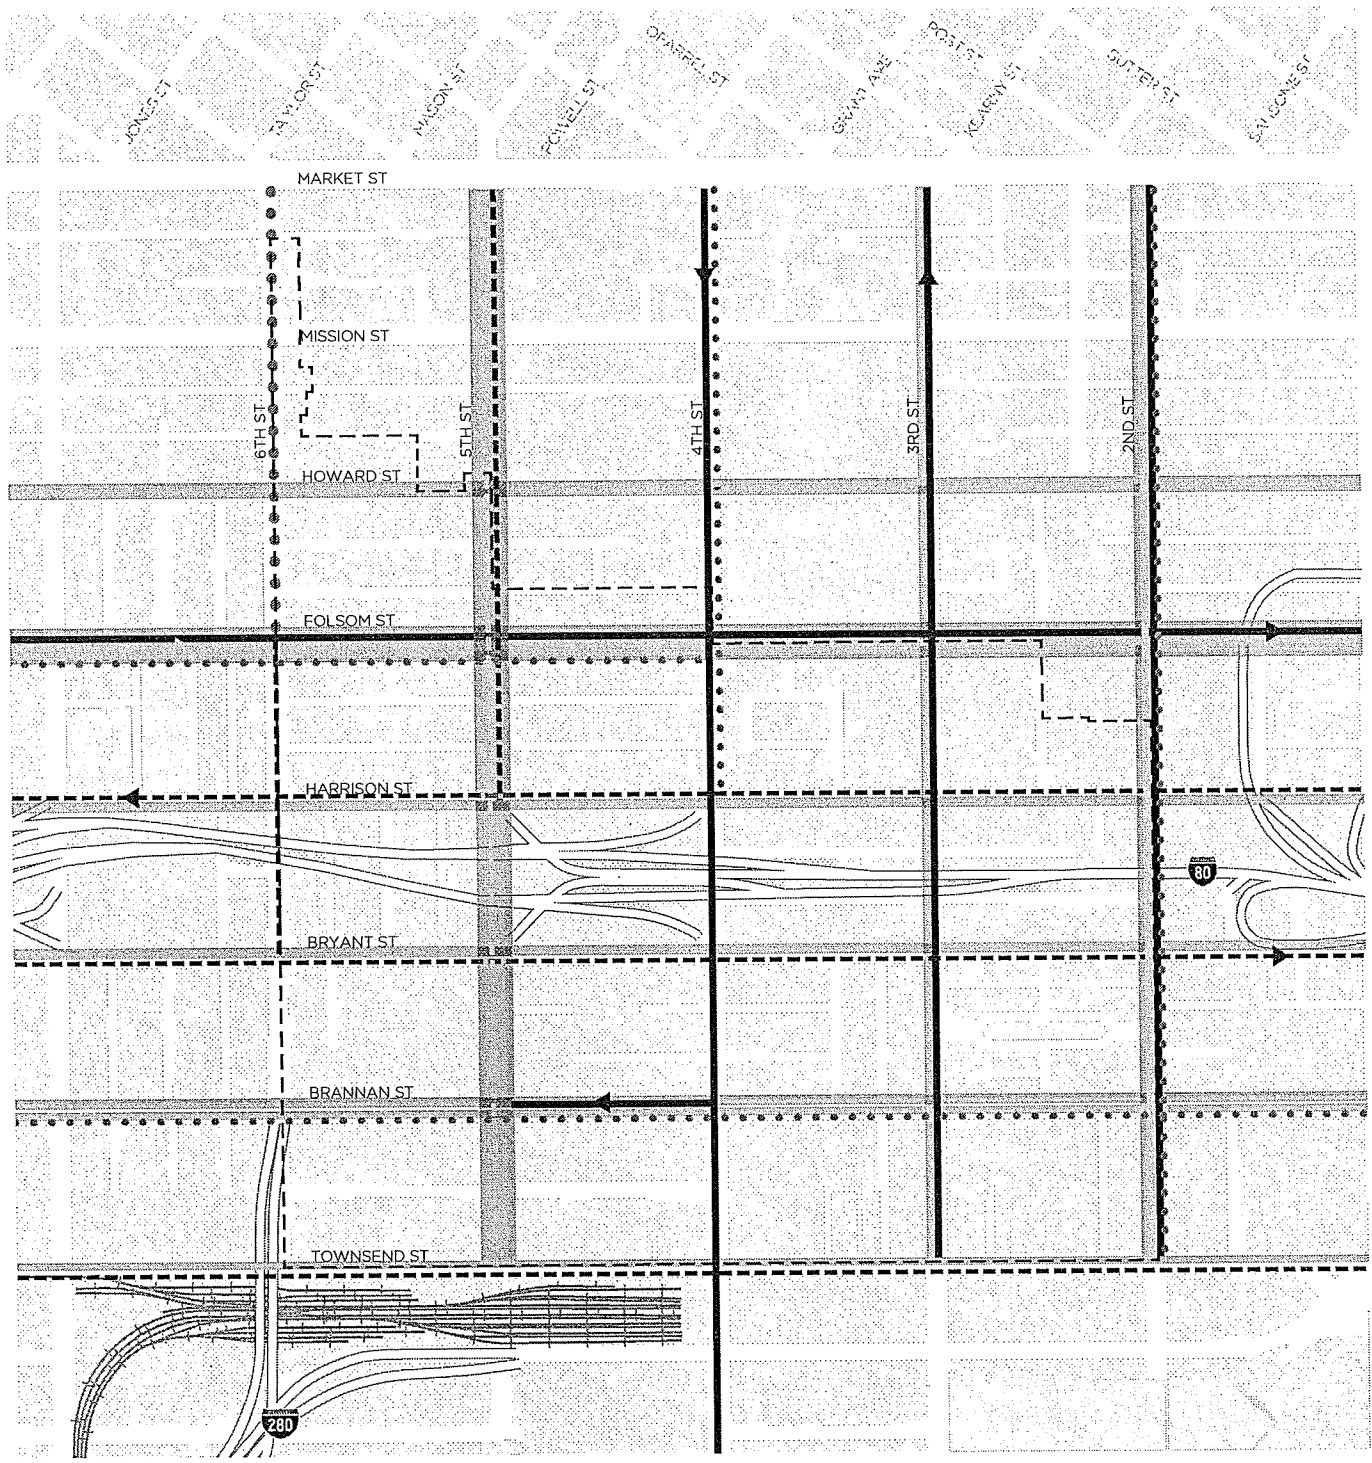 JONES ST
TAYLOR ST
MASON ST
POWELL ST
OFARRELL ST
GRANT AVE
POST ST
KEARNY ST
SUTTER ST
SANSOME ST
MARKET ST
MISSION ST
6TH ST
5TH ST
4TH ST
3RD ST
2ND ST
HOWARD ST
FOLSOM ST
HARRISON ST
80
BRYANT ST
BRANNAN ST
TOWNSEND ST
280